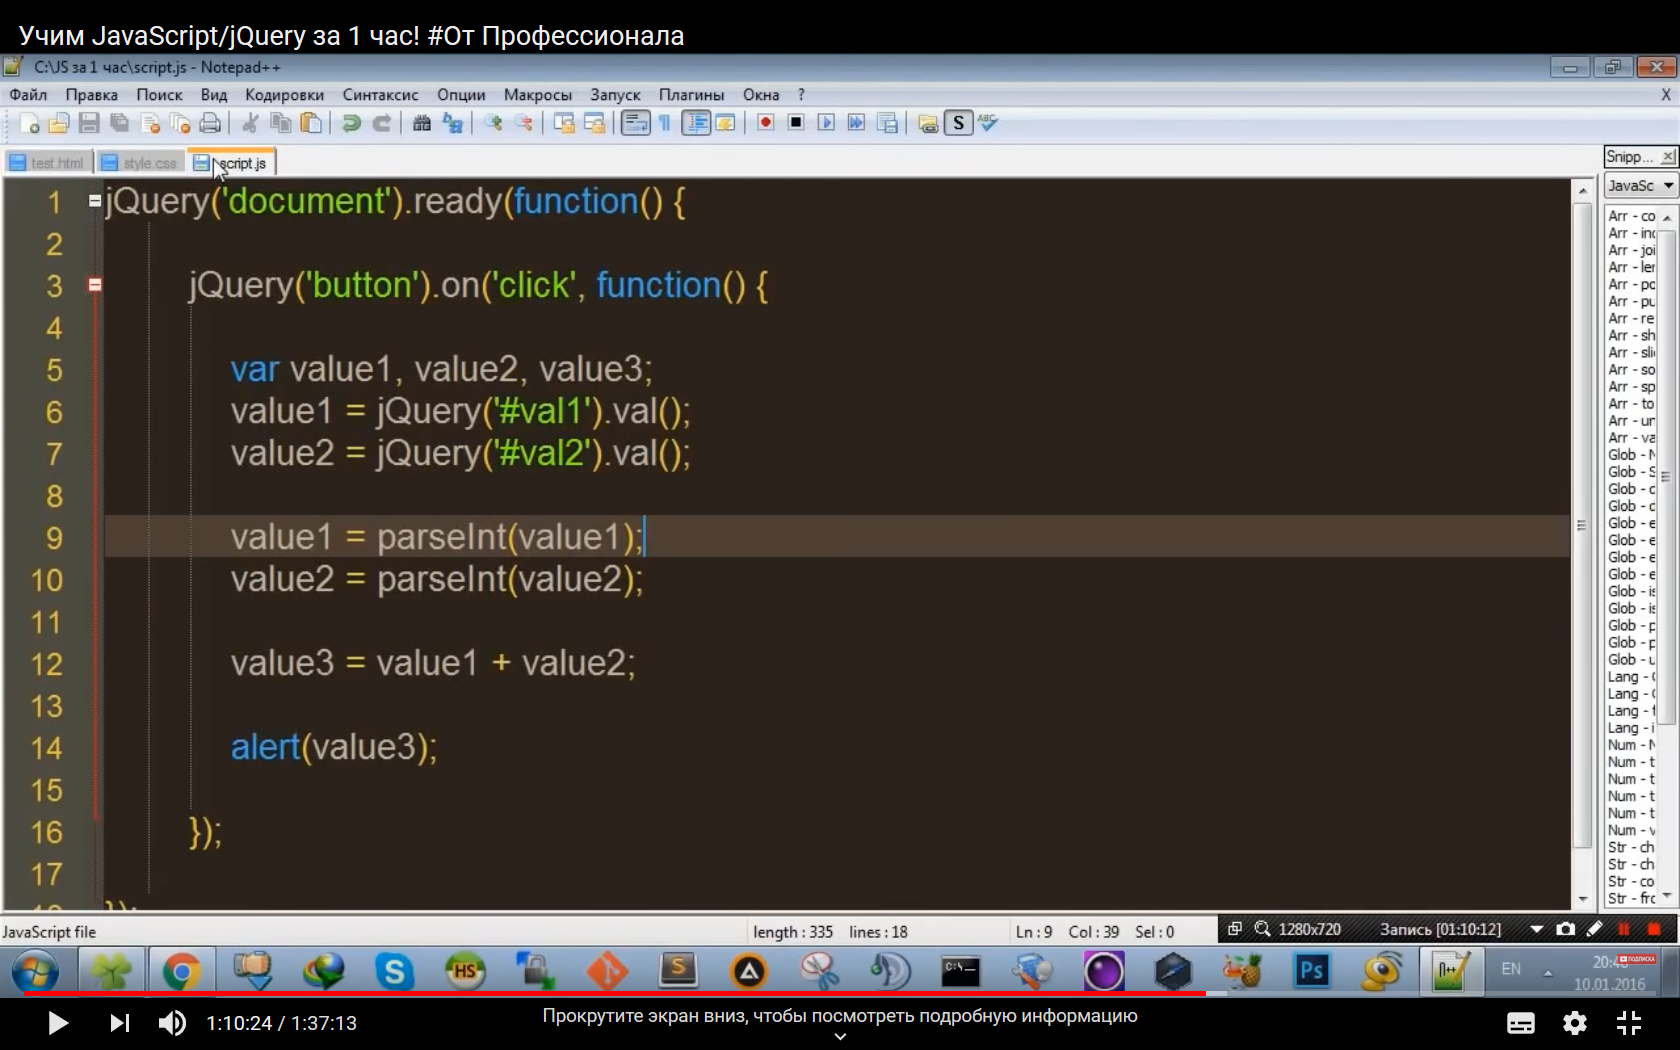 Учим JavaScript/jQuery за 1 час! #От Профессионала
C:\JS за 1 час\script.js - Notepad++
Файл Правка Поиск Вид Кодировки Синтаксис Опции Макросы Запуск Плагины Окна ? X
test.html style.css script.js
Snipp...
JavaSc
1 jQuery('document').ready(function() {
2
3 jQuery('button').on('click', function() {
4
5 var value1, value2, value3;
6 value1 = jQuery('#val1').val();
7 value2 = jQuery('#val2').val();
8
9 value1 = parseInt(value1);
10 value2 = parseInt(value2);
11
12 value3 = value1 + value2;
13
14 alert(value3);
15
16 });
17
Arr - co
Arr - inc
Arr - joi
Arr - ler
Arr - po
Arr - pu
Arr - re
Arr - sh
Arr - sli
Arr - so
Arr - sp
Arr - to
Arr - ur
Arr - va
Glob - N
Glob - S
Glob - c
Glob - c
Glob - e
Glob - e
Glob - e
Glob - e
Glob - is
Glob - is
Glob - p
Glob - p
Glob - u
Lang - C
Lang - C
Lang - f
Lang - i
Num - N
Num - t
Num - t
Num - t
Num - t
Num - v
Str - ch
Str - ch
Str - co
Str - frc
JavaScript file length : 335 lines : 18 Ln : 9 Col : 39 Sel : 0 1280x720 Запись [01:10:12]
HS S C:\ Ps n++ EN ПОДПИСКА
10.01.2016
1:10:24 / 1:37:13 Прокрутите экран вниз, чтобы посмотреть подробную информацию